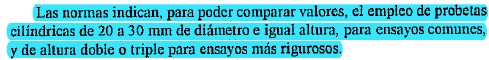 Las normas indican, para poder comparar valores, el empleo de probetas
cilíndricas de 20 a 30 mm de diámetro e igual altura, para ensayos comunes,
y de altura doble o triple para ensayos más rigurosos.